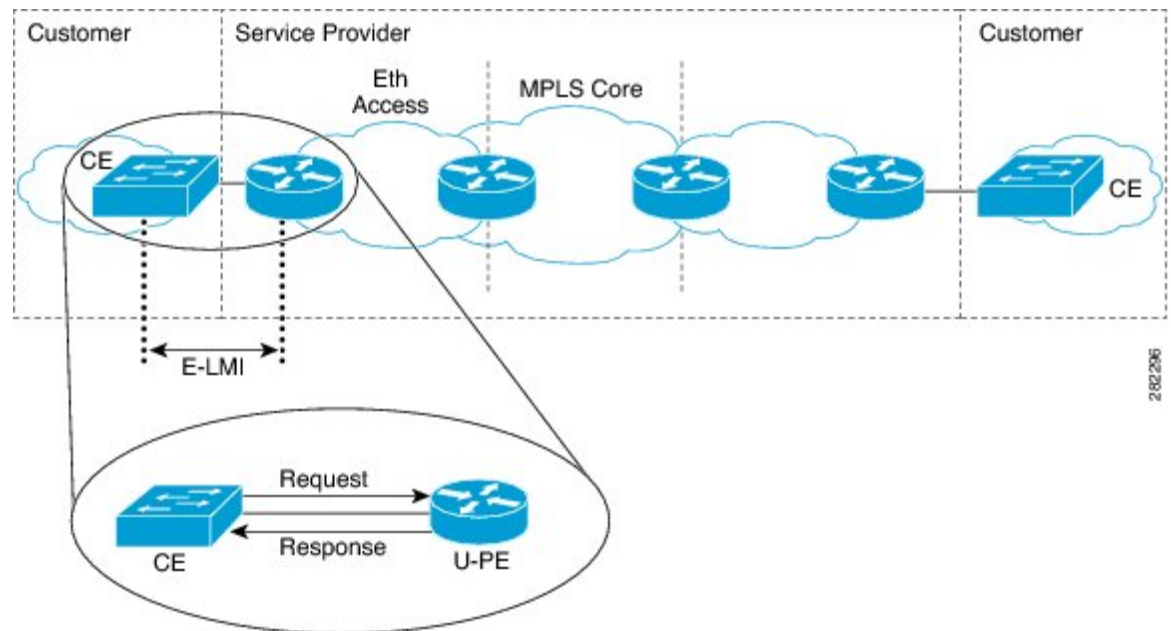 Customer
Service Provider
Customer
Eth
Access
MPLS Core
CE
CE
E-LMI
282296
Request
Response
CE
U-PE